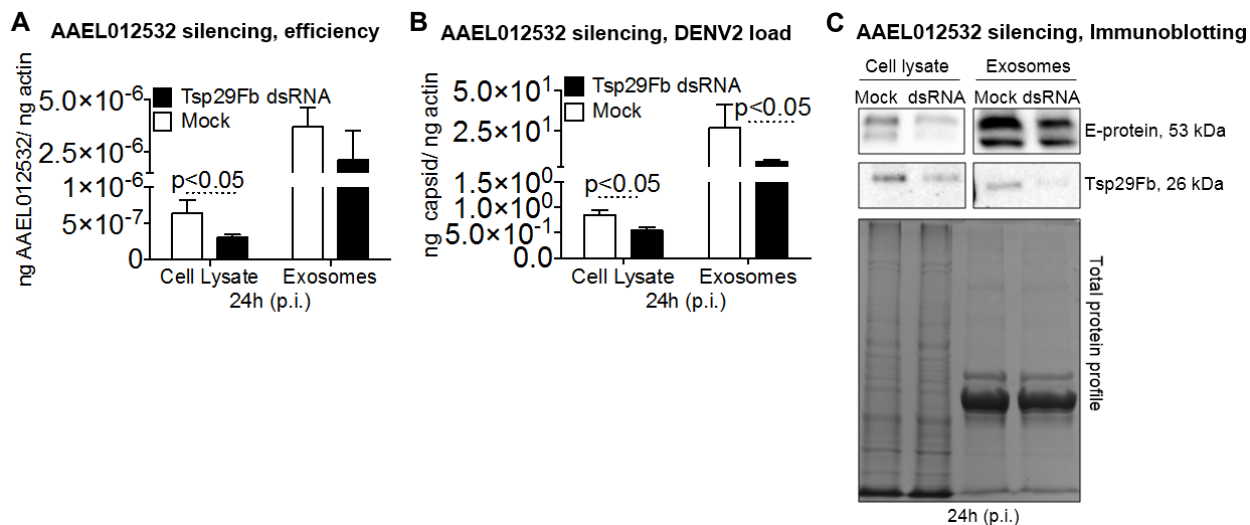 A AAEL012532 silencing, efficiency
ng AAEL012532/ ng actin
5.0×10⁻⁶
2.5×10⁻⁶
1×10⁻⁶
5×10⁻⁷
0
Tsp29Fb dsRNA
Mock
p<0.05
Cell Lysate Exosomes
24h (p.i.)
B AAEL012532 silencing, DENV2 load
ng capsid/ ng actin
5.0×10¹
2.5×10¹
1.5×10⁰
1.0×10⁰
5.0×10⁻¹
0.0
Tsp29Fb dsRNA
Mock
p<0.05
p<0.05
Cell Lysate Exosomes
24h (p.i.)
C AAEL012532 silencing, Immunoblotting
Cell lysate Exosomes
Mock dsRNA Mock dsRNA
E-protein, 53 kDa
Tsp29Fb, 26 kDa
Total protein profile
24h (p.i.)